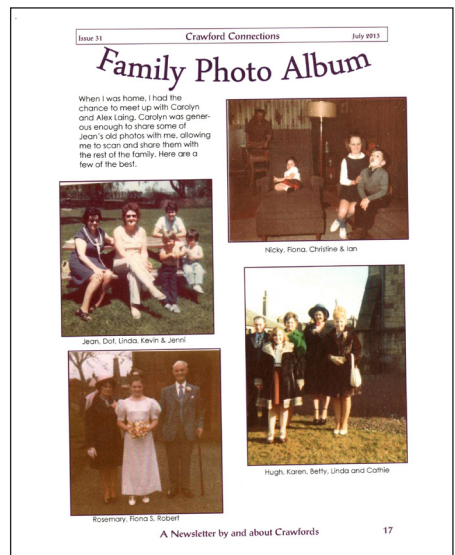 Issue 31 Crawford Connections July 2013
Family Photo Album
When I was home, I had the
chance to meet up with Carolyn
and Alex Laing. Carolyn was gener-
ous enough to share some of
Jean's old photos with me, allowing
me to scan and share them with
the rest of the family. Here are a
few of the best.
Nicky, Fiona, Christine & Ian
Jean, Dot, Linda, Kevin & Jenni
Hugh, Karen, Betty, Linda and Cathie
Rosemary, Fiona S, Robert
A Newsletter by and about Crawfords 17